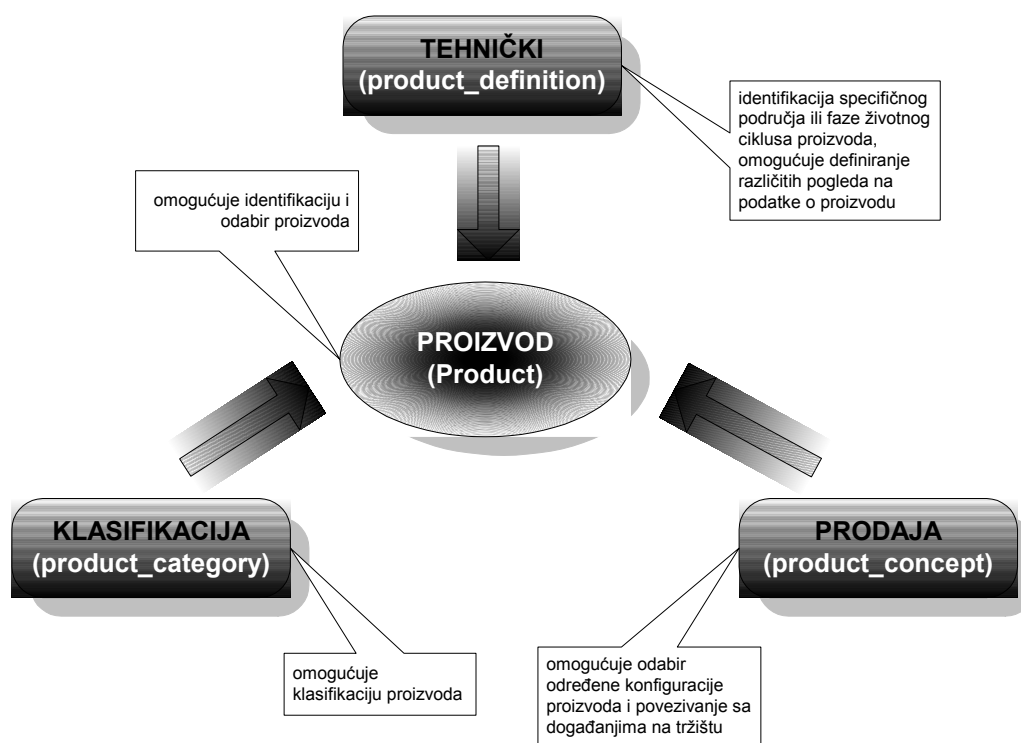 TEHNIČKI
(product_definition)
identifikacija specifičnog
područja ili faze životnog
ciklusa proizvoda,
omogućuje definiranje
različitih pogleda na
podatke o proizvodu
omogućuje identifikaciju i
odabir proizvoda
PROIZVOD
(Product)
KLASIFIKACIJA
(product_category)
PRODAJA
(product_concept)
omogućuje
klasifikaciju proizvoda
omogućuje odabir
određene konfiguracije
proizvoda i povezivanje sa
događanjima na tržištu